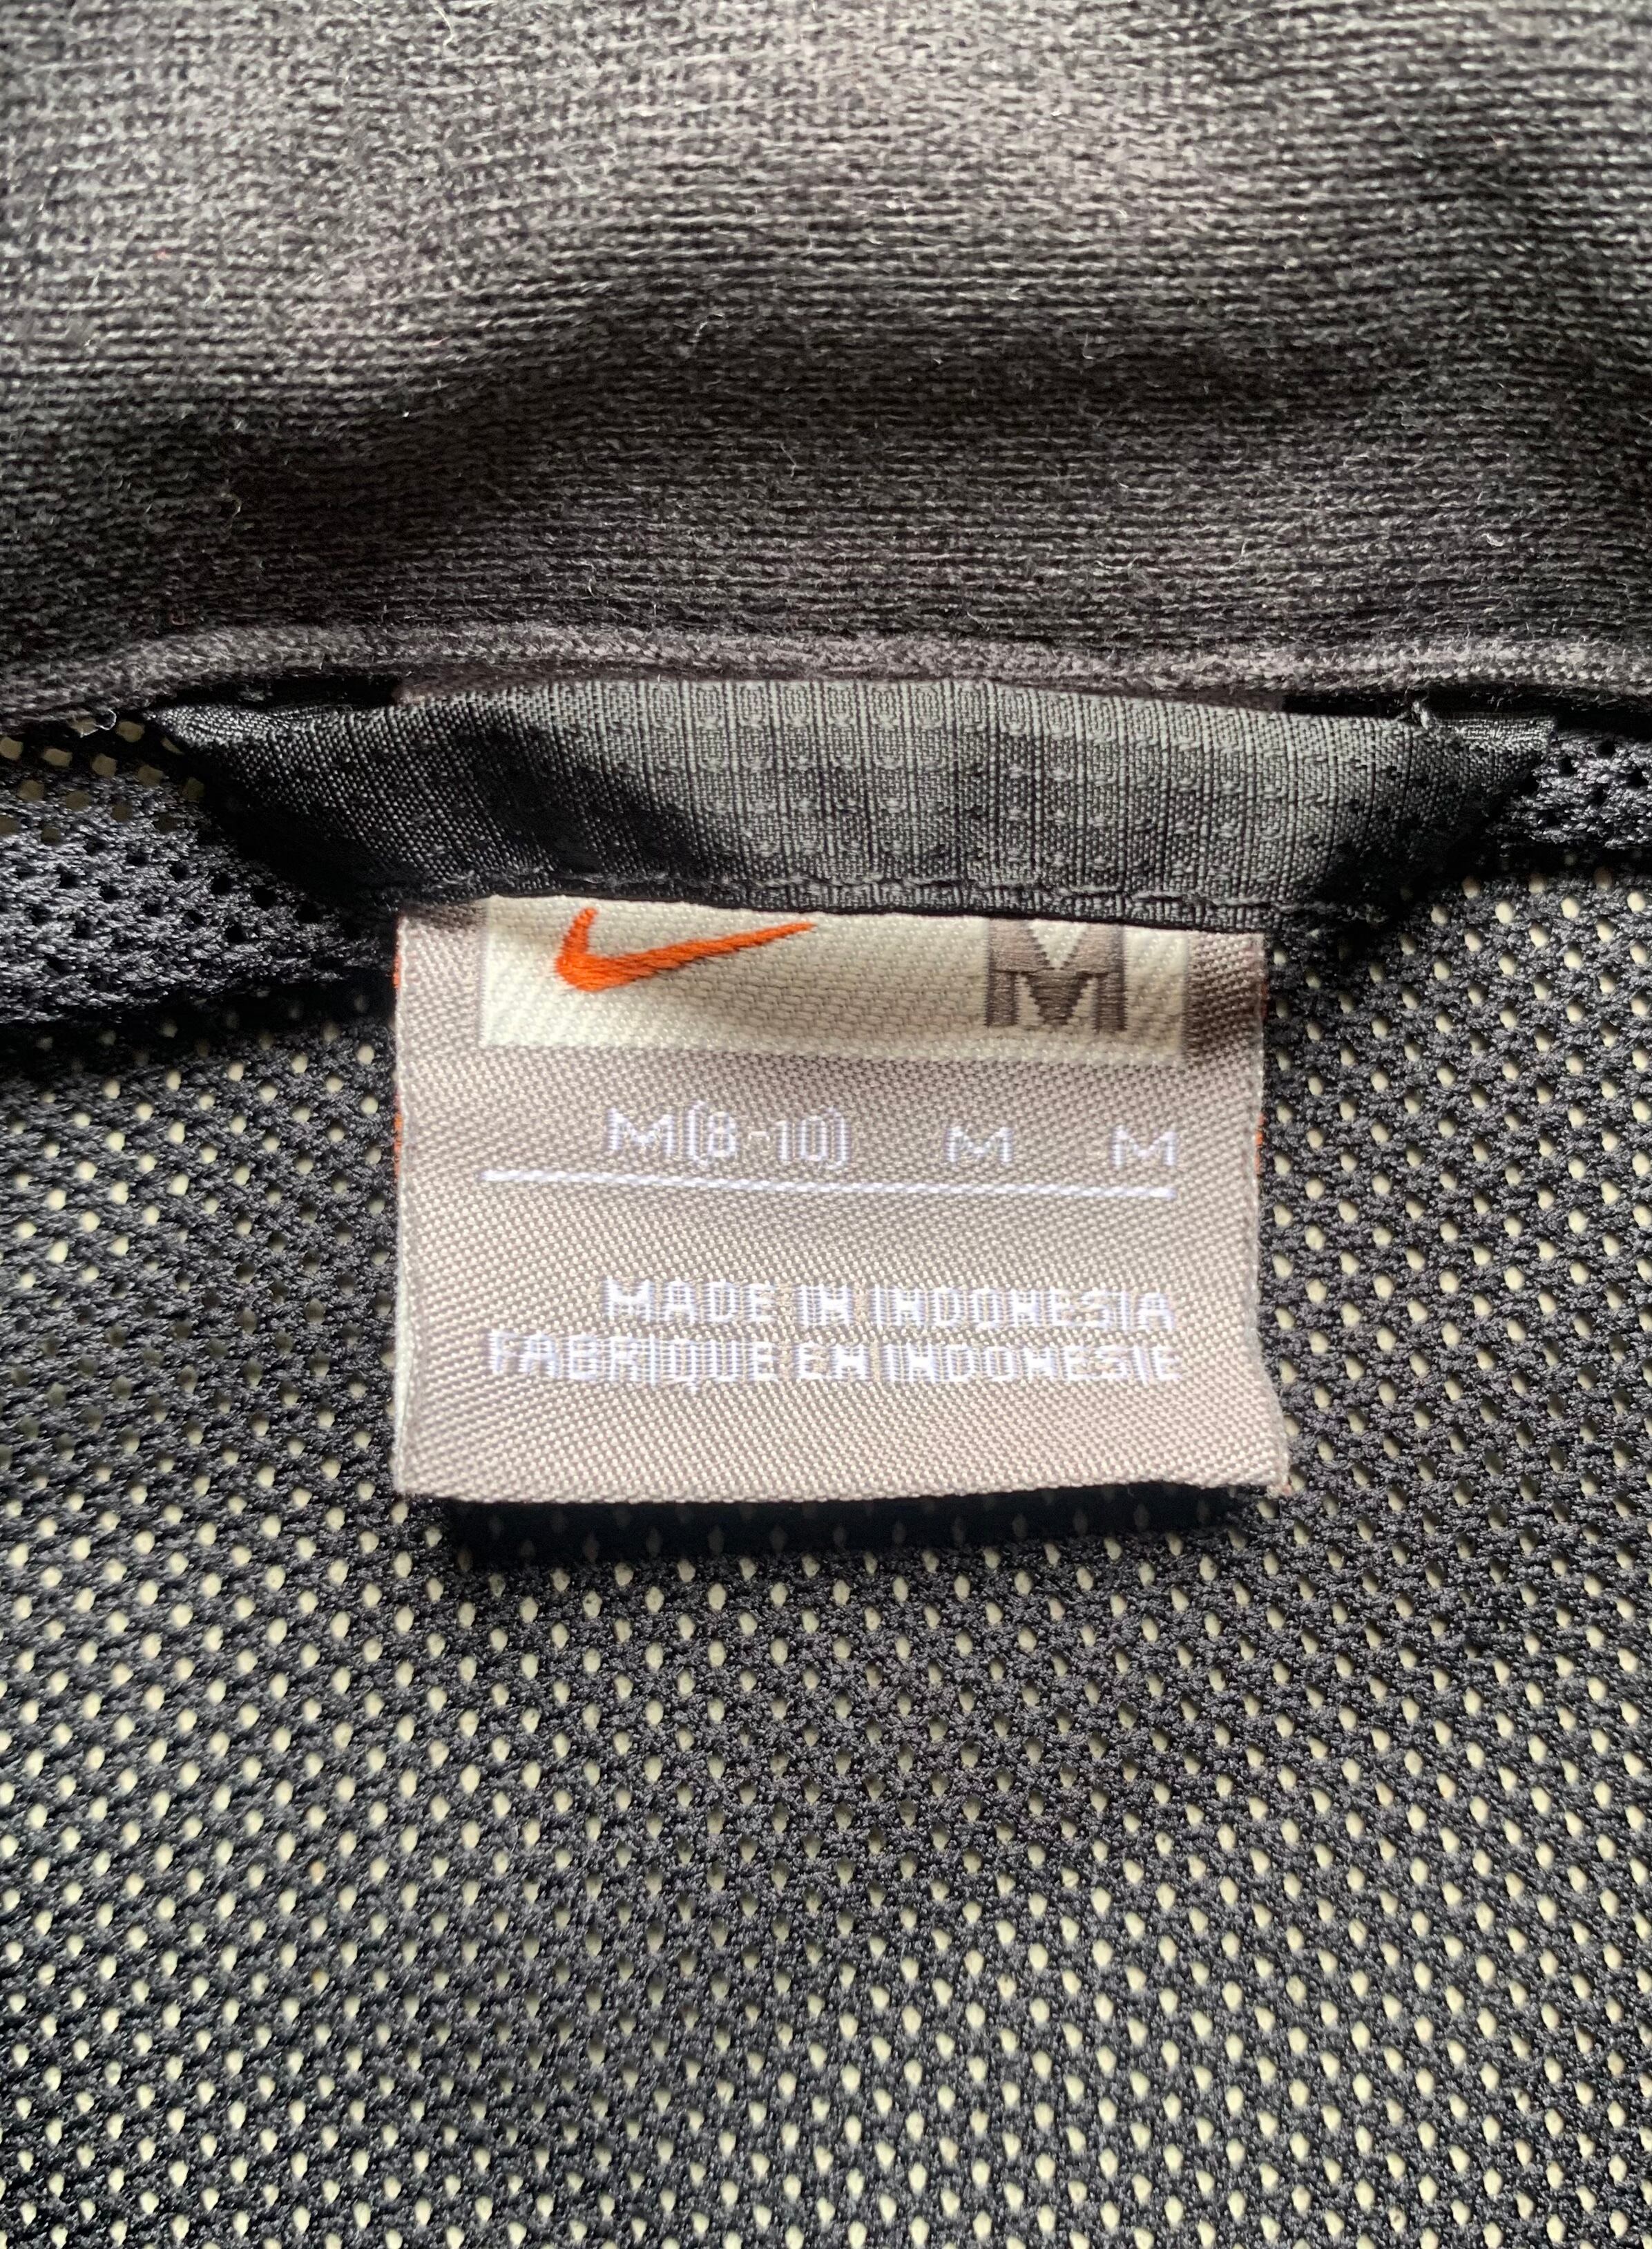 M
M(8-10) M M
MADE IN INDONESIA
FABRIQUE EN INDONESIE